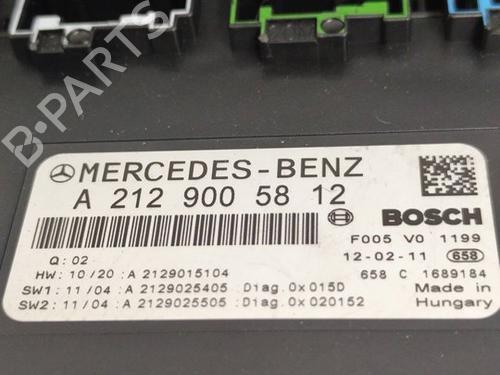 B-PARTS
MERCEDES-BENZ
A 212 900 58 12
BOSCH
F005 V0 1199
Q: 02
12-02-11 658
HW: 10/20 :A 2129015104
658 C 1689184
SW1: 11/04 :A 2129025405 :Diag.0x015D
Made in
SW2: 11/04 :A 2129025505 :Diag.0x020152
Hungary